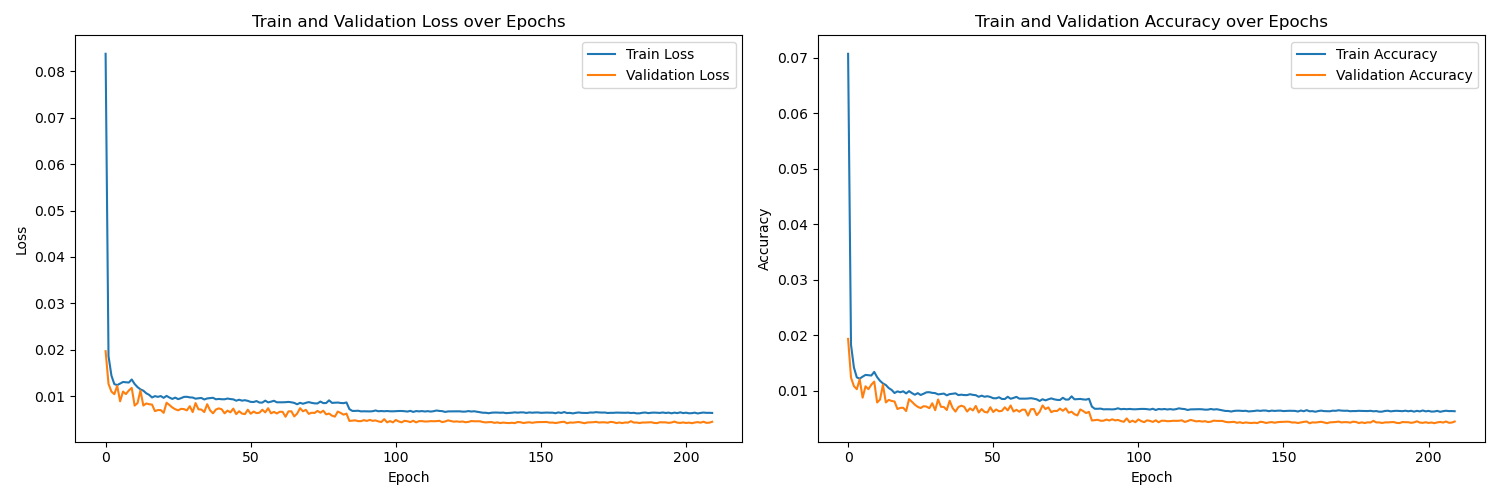 Train and Validation Loss over Epochs
Train Loss
Validation Loss
0.08
0.07
0.06
0.05
0.04
0.03
0.02
0.01
Loss
0 50 100 150 200
Epoch
Train and Validation Accuracy over Epochs
Train Accuracy
Validation Accuracy
0.07
0.06
0.05
0.04
0.03
0.02
0.01
Accuracy
0 50 100 150 200
Epoch